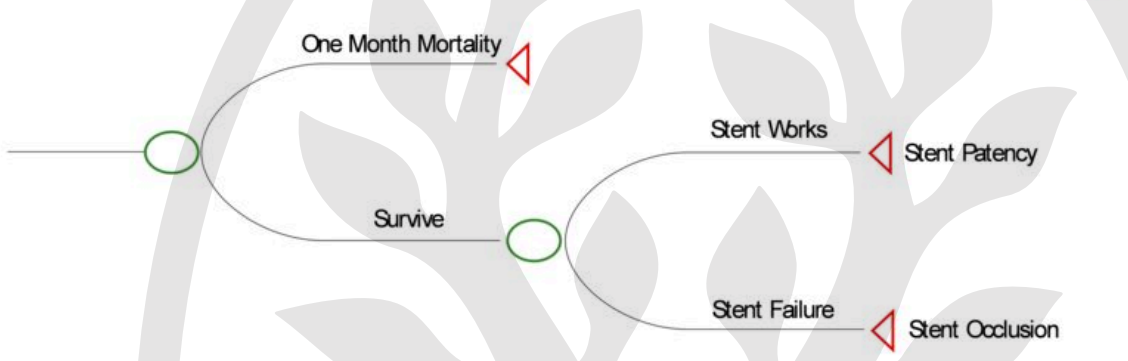 One Month Mortality
Stent Works
Stent Patency
Survive
Stent Failure
Stent Occlusion